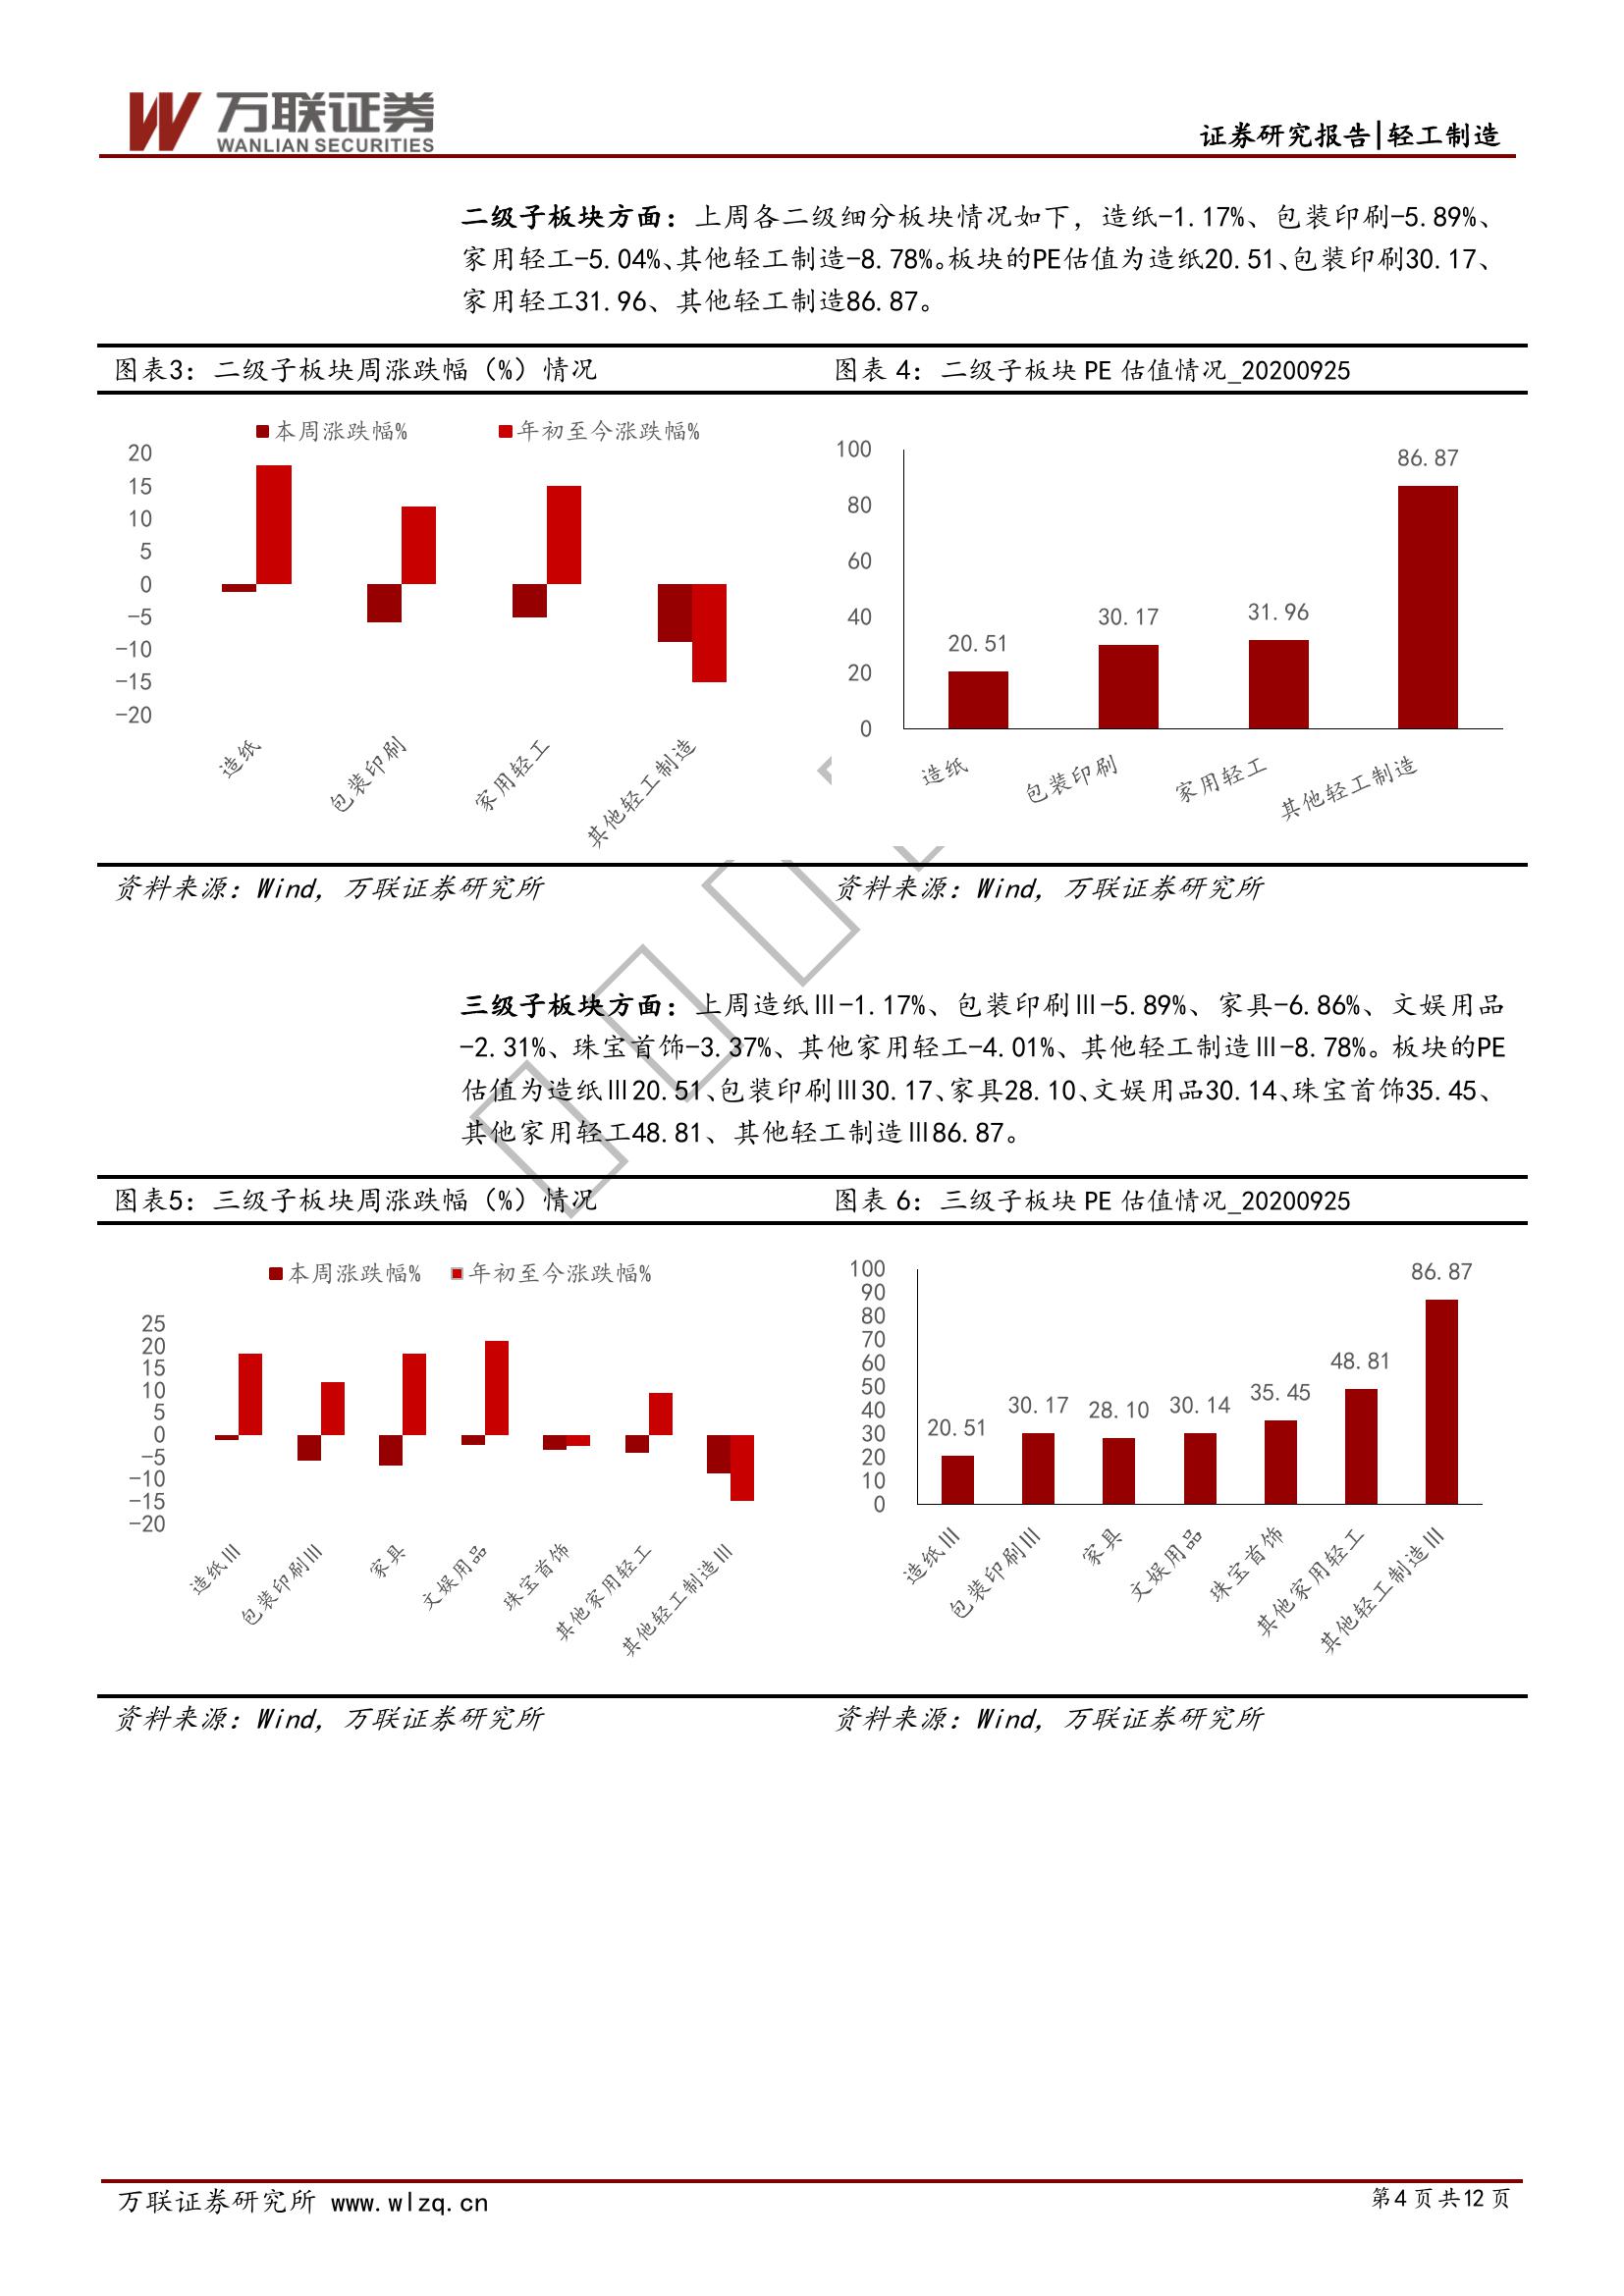 万联证券
WANLIAN SECURITIES
证券研究报告|轻工制造
二级子板块方面：上周各二级细分板块情况如下，造纸-1.17%、包装印刷-5.89%、
家用轻工-5.04%、其他轻工制造-8.78%。板块的PE估值为造纸20.51、包装印刷30.17、
家用轻工31.96、其他轻工制造86.87。
图表3：二级子板块周涨跌幅（%）情况
本周涨跌幅%
年初至今涨跌幅%
20
15
10
5
0
-5
-10
-15
-20
造纸
包装印刷
家用轻工
其他轻工制造
资料来源：Wind，万联证券研究所
图表 4：二级子板块 PE 估值情况_20200925
100
80
60
40
20
0
20.51
30.17
31.96
86.87
造纸
包装印刷
家用轻工
其他轻工制造
资料来源：Wind，万联证券研究所
三级子板块方面：上周造纸Ⅲ-1.17%、包装印刷Ⅲ-5.89%、家具-6.86%、文娱用品
-2.31%、珠宝首饰-3.37%、其他家用轻工-4.01%、其他轻工制造Ⅲ-8.78%。板块的PE
估值为造纸Ⅲ20.51、包装印刷Ⅲ30.17、家具28.10、文娱用品30.14、珠宝首饰35.45、
其他家用轻工48.81、其他轻工制造Ⅲ86.87。
图表5：三级子板块周涨跌幅（%）情况
本周涨跌幅%
年初至今涨跌幅%
25
20
15
10
5
0
-5
-10
-15
-20
造纸Ⅲ
包装印刷Ⅲ
家具
文娱用品
珠宝首饰
其他家用轻工
其他轻工制造Ⅲ
资料来源：Wind，万联证券研究所
图表 6：三级子板块 PE 估值情况_20200925
100
90
80
70
60
50
40
30
20
10
0
20.51
30.17
28.10
30.14
35.45
48.81
86.87
造纸Ⅲ
包装印刷Ⅲ
家具
文娱用品
珠宝首饰
其他家用轻工
其他轻工制造Ⅲ
资料来源：Wind，万联证券研究所
万联证券研究所 www.wlzq.cn
第4页共12页